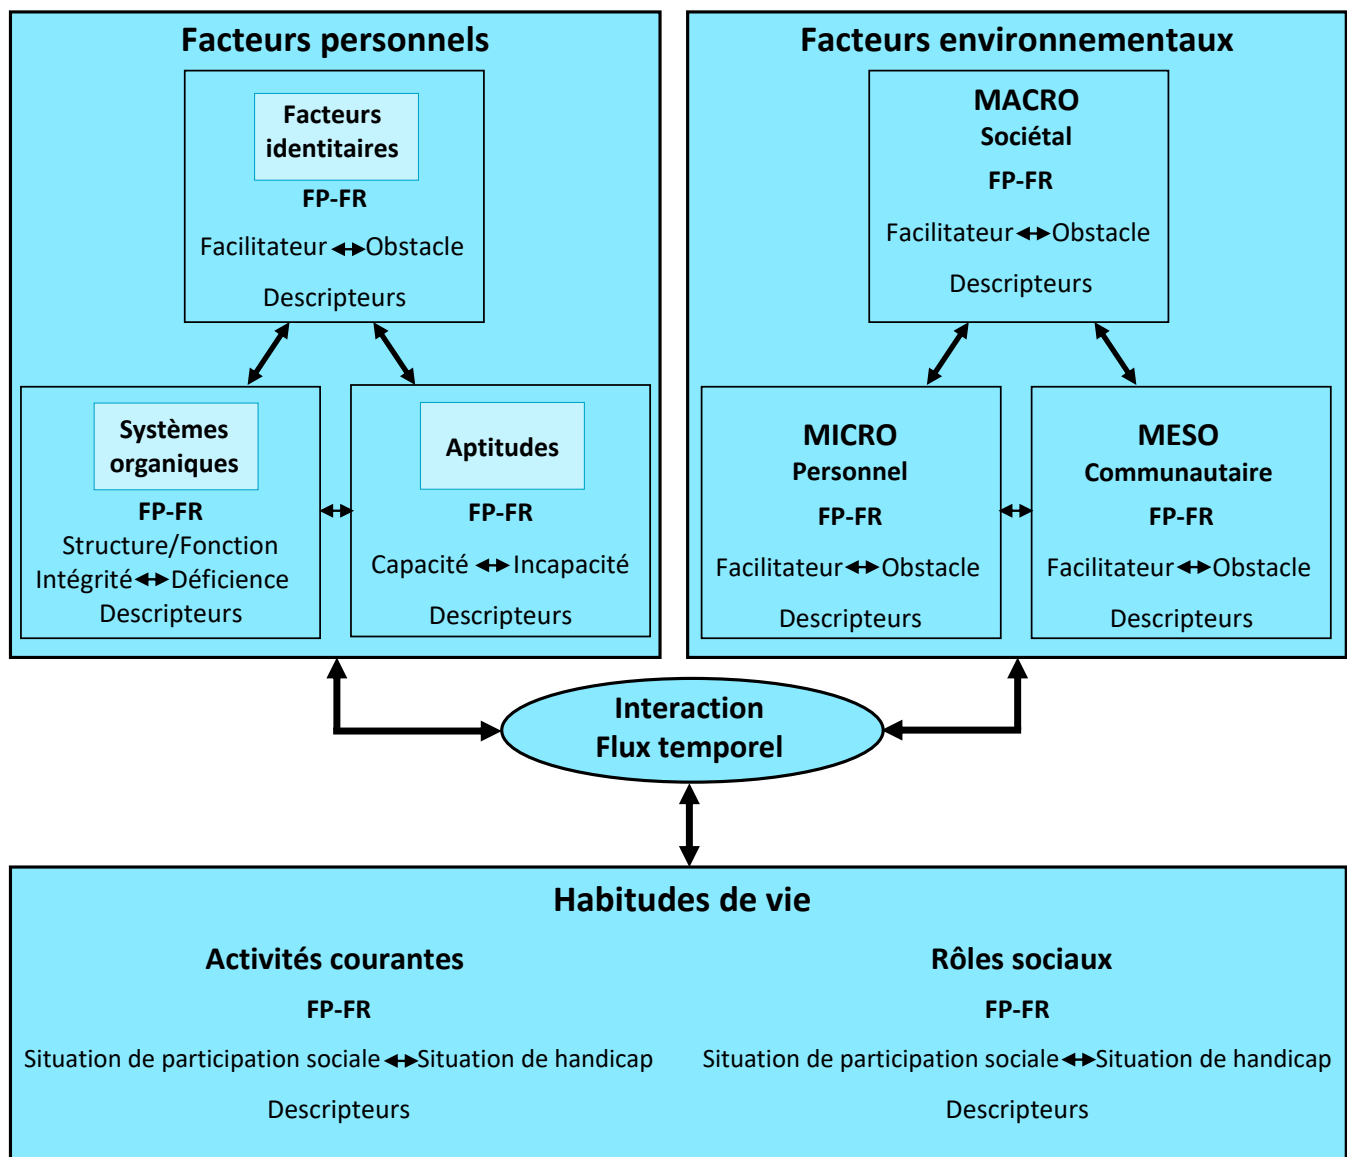 Facteurs personnels
Facteurs
identitaires
FP-FR
Facilitateur Obstacle
Descripteurs
Systèmes
organiques
FP-FR
Structure/Fonction
Intégrité Déficience
Descripteurs
Aptitudes
FP-FR
Capacité Incapacité
Descripteurs
Facteurs environnementaux
MACRO
Sociétal
FP-FR
Facilitateur Obstacle
Descripteurs
MICRO
Personnel
FP-FR
Facilitateur Obstacle
Descripteurs
MESO
Communautaire
FP-FR
Facilitateur Obstacle
Descripteurs
Interaction
Flux temporel
Habitudes de vie
Activités courantes
FP-FR
Situation de participation sociale Situation de handicap
Descripteurs
Rôles sociaux
FP-FR
Situation de participation sociale Situation de handicap
Descripteurs